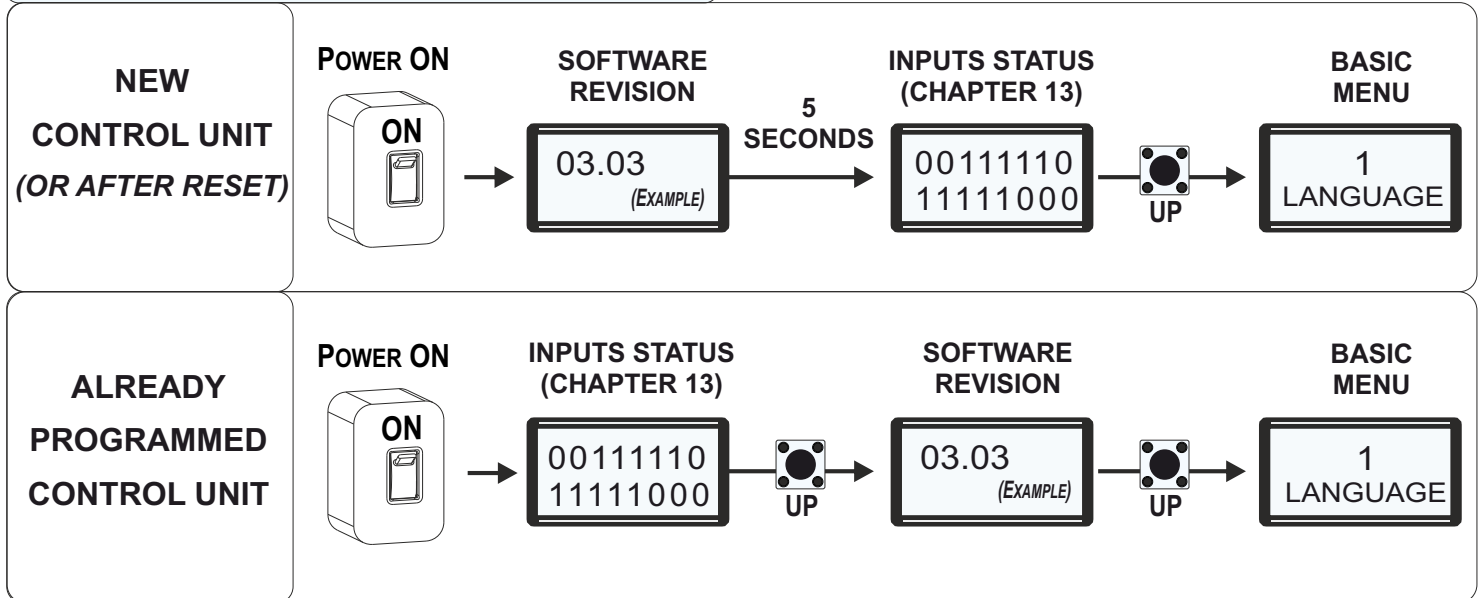 NEW
CONTROL UNIT
(OR AFTER RESET)
POWER ON
ON
SOFTWARE
REVISION
03.03
(EXAMPLE)
5
SECONDS
INPUTS STATUS
(CHAPTER 13)
00111110
11111000
UP
BASIC
MENU
1
LANGUAGE
ALREADY
PROGRAMMED
CONTROL UNIT
POWER ON
ON
INPUTS STATUS
(CHAPTER 13)
00111110
11111000
UP
SOFTWARE
REVISION
03.03
(EXAMPLE)
UP
BASIC
MENU
1
LANGUAGE